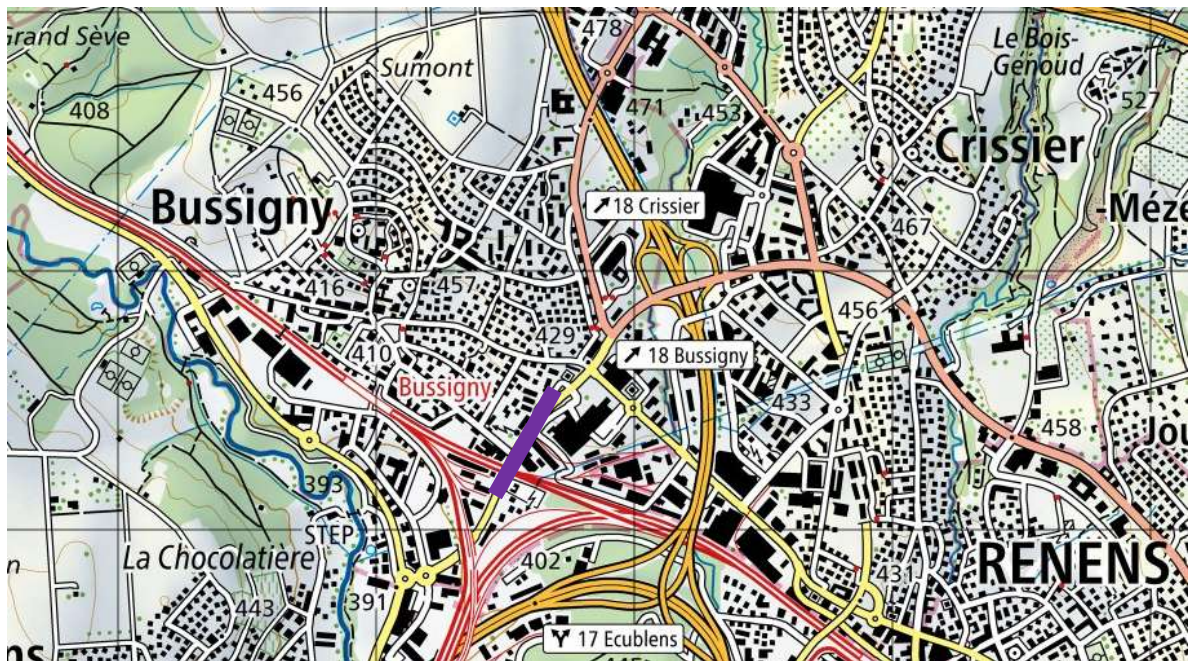 Grand Sève
408
456
Sumont
478
471
453
Le Bois-
Genoud
527
Crissier
Bussigny
18 Crissier
467
-Méze
416
457
429
456
410
18 Bussigny
Bussigny
433
458
Jou
393
STEP
La Chocolatière
n
402
431
RENENS
443
391
17 Ecublens
ns